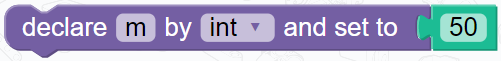 declare m by int ▼ and set to 50